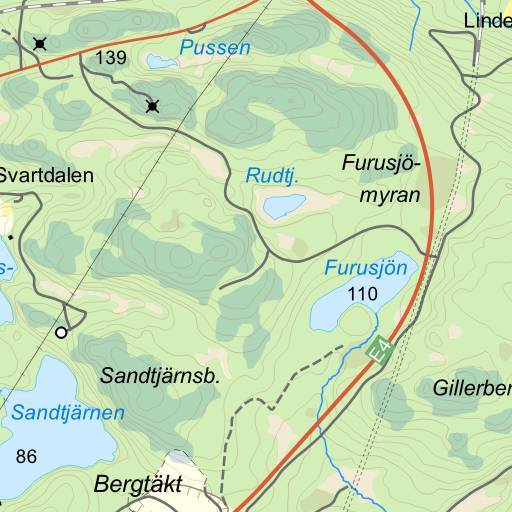 Linde
Pussen
139
Svartdalen
Rudtj.
Furusjö-
myran
s-
Furusjön
110
E4
Sandtjärnsb.
Gillerber
Sandtjärnen
86
Bergtäkt